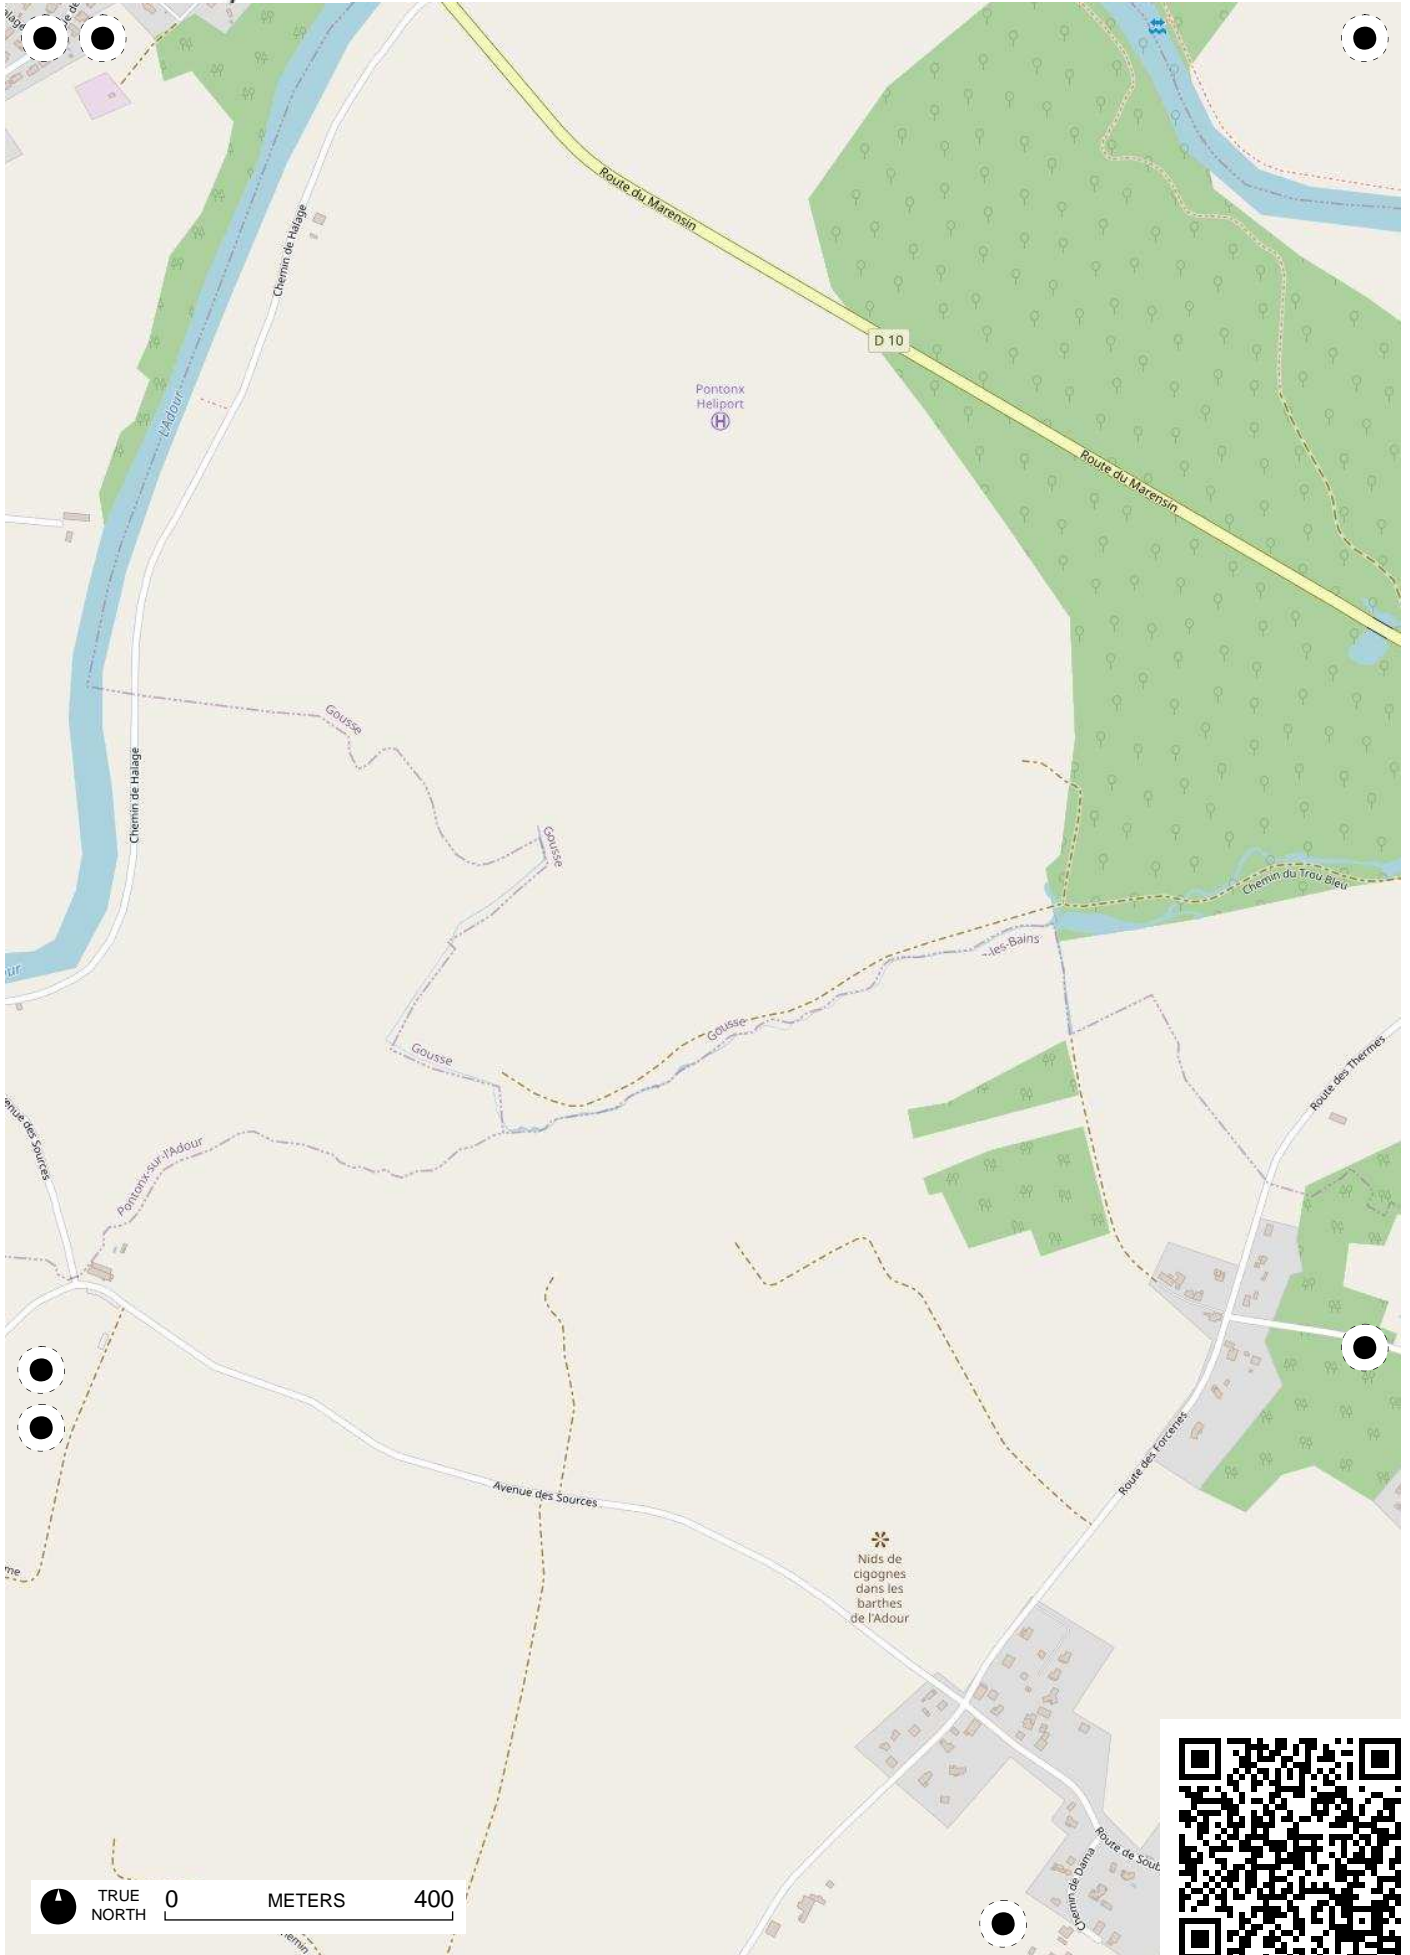 Route du Marensin
Chemin de Halage
D 10
Pontonx
Heliport
H
L'Adour
Route du Marensin
Gousse
Chemin de Halage
Gousse
Chemin du Trou Bleu
-les-Bains
Gousse
Gousse
Route des Thermes
enue des Sources
Pontonx-sur-l'Adour
Route des Forceries
Avenue des Sources
Nids de
cigognes
dans les
barthes
de l'Adour
me
Route de Soub
Chemin de Dama
TRUE
NORTH
0 METERS 400
hemin